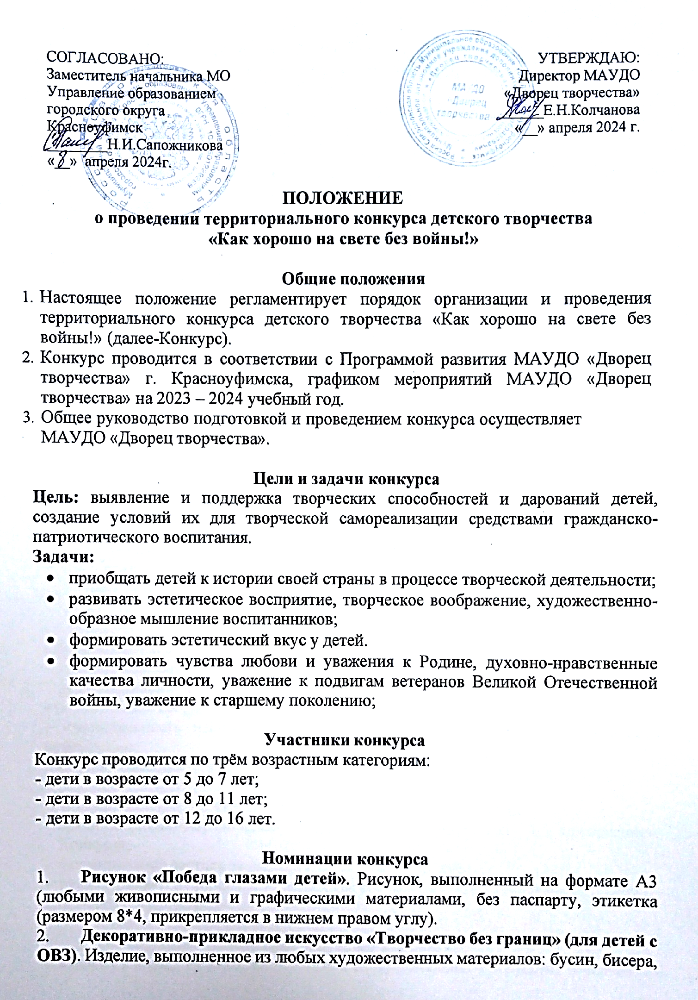 СОГЛАСОВАНО:
Заместитель начальника МО
Управление образованием
городского округа
Красноуфимск
________Н.И.Сапожникова
«8» апреля 2024г.
УТВЕРЖДАЮ:
Директор МАУДО
«Дворец творчества»
______Е.Н.Колчанова
«__» апреля 2024 г.
МАУДО
«Дворец
творчества
ПОЛОЖЕНИЕ
о проведении территориального конкурса детского творчества
«Как хорошо на свете без войны!»
Общие положения
1. Настоящее положение регламентирует порядок организации и проведения
территориального конкурса детского творчества «Как хорошо на свете без
войны!» (далее-Конкурс).
2. Конкурс проводится в соответствии с Программой развития МАУДО «Дворец
творчества» г. Красноуфимска, графиком мероприятий МАУДО «Дворец
творчества» на 2023 – 2024 учебный год.
3. Общее руководство подготовкой и проведением конкурса осуществляет
МАУДО «Дворец творчества».
Цели и задачи конкурса
Цель: выявление и поддержка творческих способностей и дарований детей,
создание условий их для творческой самореализации средствами гражданско-
патриотического воспитания.
Задачи:
• приобщать детей к истории своей страны в процессе творческой деятельности;
• развивать эстетическое восприятие, творческое воображение, художественно-
образное мышление воспитанников;
• формировать эстетический вкус у детей.
• формировать чувства любови и уважения к Родине, духовно-нравственные
качества личности, уважение к подвигам ветеранов Великой Отечественной
войны, уважение к старшему поколению;
Участники конкурса
Конкурс проводится по трём возрастным категориям:
- дети в возрасте от 5 до 7 лет;
- дети в возрасте от 8 до 11 лет;
- дети в возрасте от 12 до 16 лет.
Номинации конкурса
1. Рисунок «Победа глазами детей». Рисунок, выполненный на формате А3
(любыми живописными и графическими материалами, без паспарту, этикетка
(размером 8*4, прикрепляется в нижнем правом углу).
2. Декоративно-прикладное искусство «Творчество без границ» (для детей с
ОВЗ). Изделие, выполненное из любых художественных материалов: бусин, бисера,